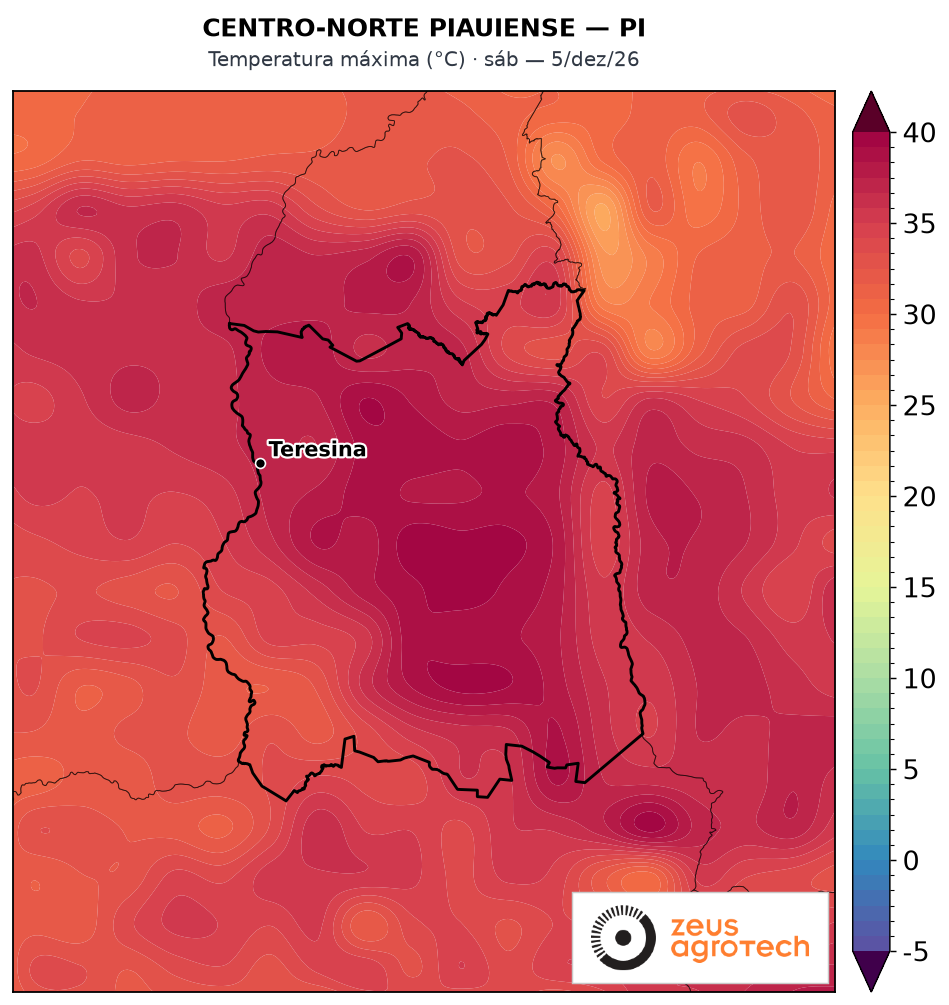 CENTRO-NORTE PIAUIENSE — PI
Temperatura máxima (°C) · sáb — 5/dez/26
Teresina
40
35
30
25
20
15
10
5
0
-5
zeus
agrotech